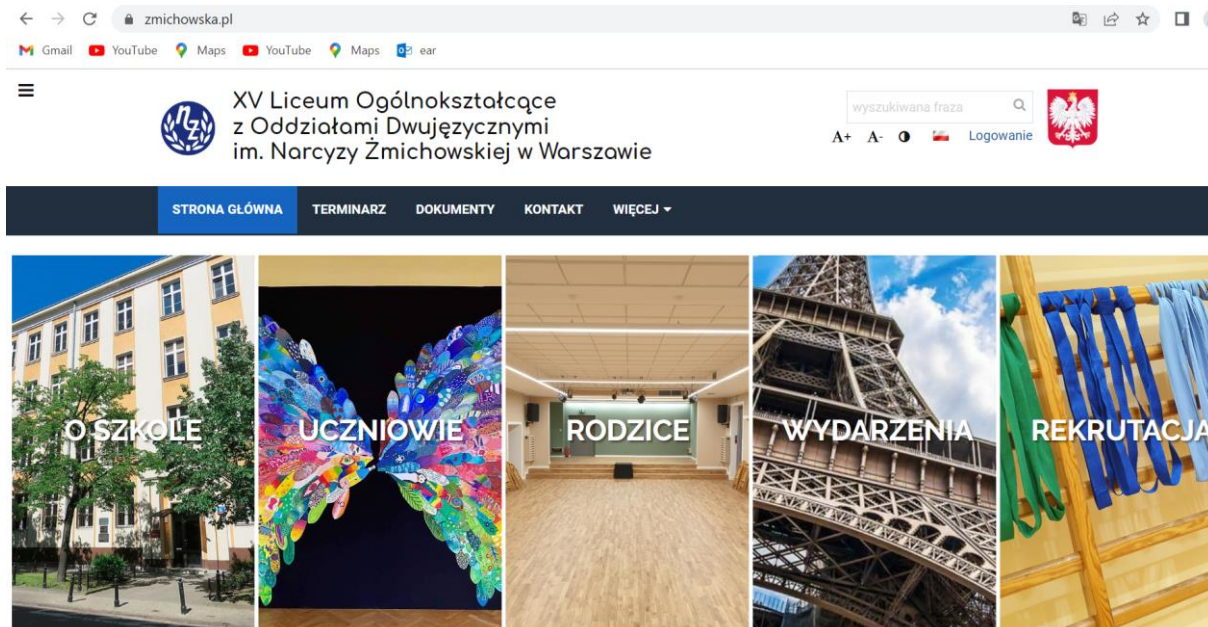 zmichowska.pl
Gmail YouTube Maps YouTube Maps ear
XV Liceum Ogólnokształcące
z Oddziałami Dwujęzycznymi
im. Narcyzy Żmichowskiej w Warszawie
nż
wyszukiwana fraza
A+ A- Logowanie
STRONA GŁÓWNA TERMINARZ DOKUMENTY KONTAKT WIĘCEJ
O SZKOLE UCZNIOWIE RODZICE WYDARZENIA REKRUTACJA